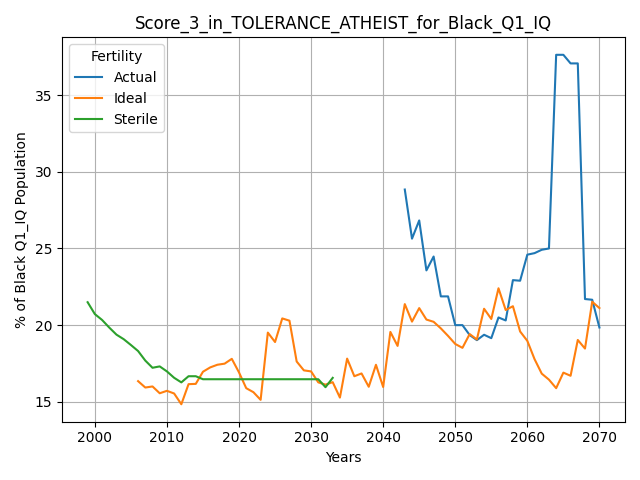 Score_3_in_TOLERANCE_ATHEIST_for_Black_Q1_IQ
Fertility
Actual
Ideal
Sterile
% of Black Q1_IQ Population
35
30
25
20
15
2000 2010 2020 2030 2040 2050 2060 2070
Years